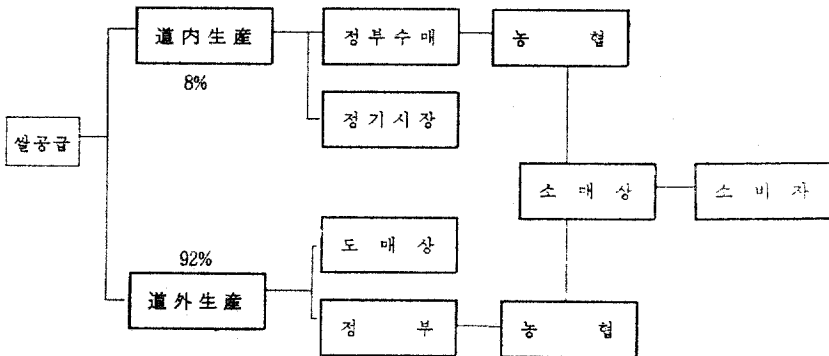 道内生産
정부수매
농협
8%
정기시장
쌀공급
소매상
소비자
92%
도매상
道外生産
정부
농협